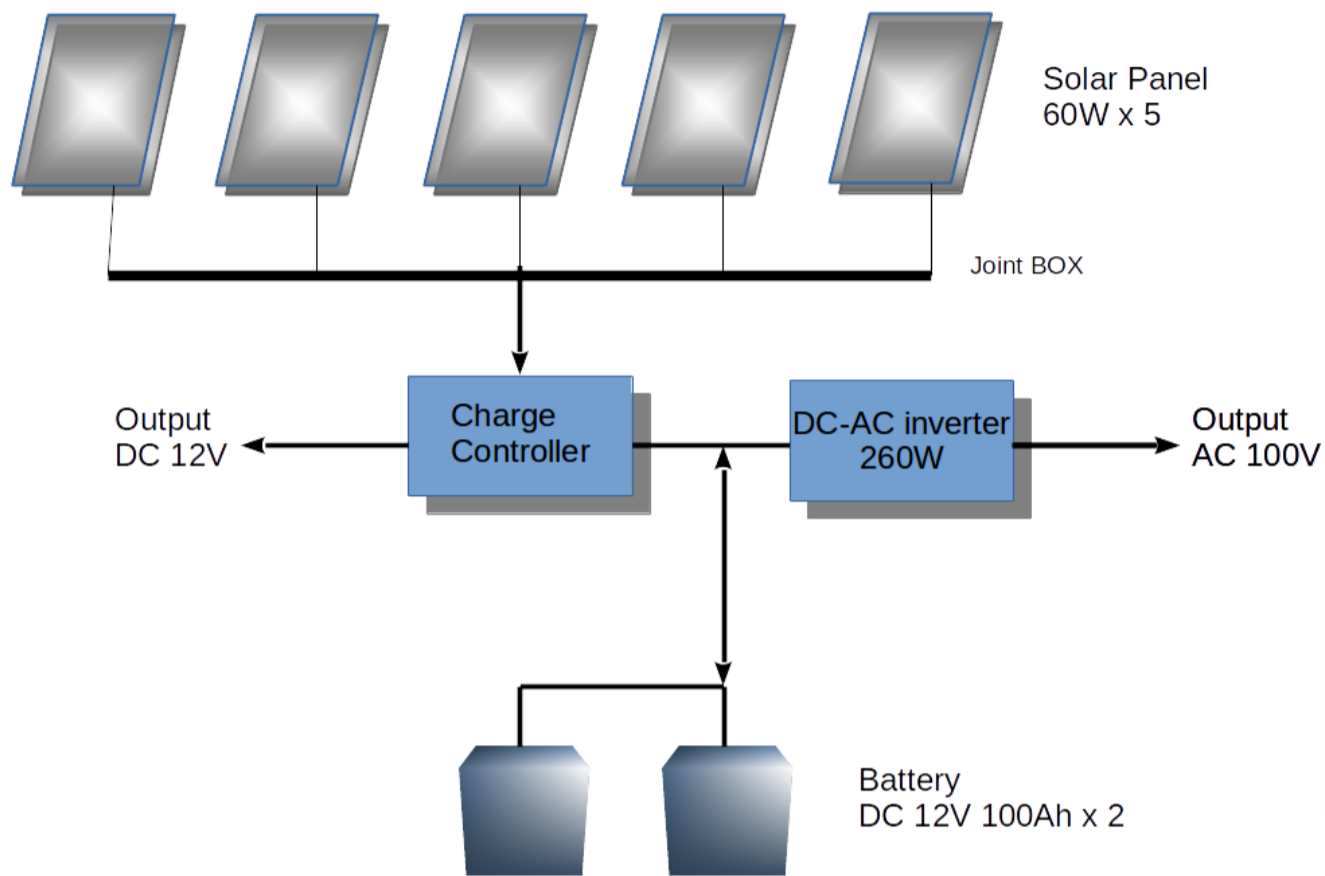 Solar Panel
60W x 5
Joint BOX
Output
DC 12V
Charge
Controller
DC-AC inverter
260W
Output
AC 100V
Battery
DC 12V 100Ah x 2